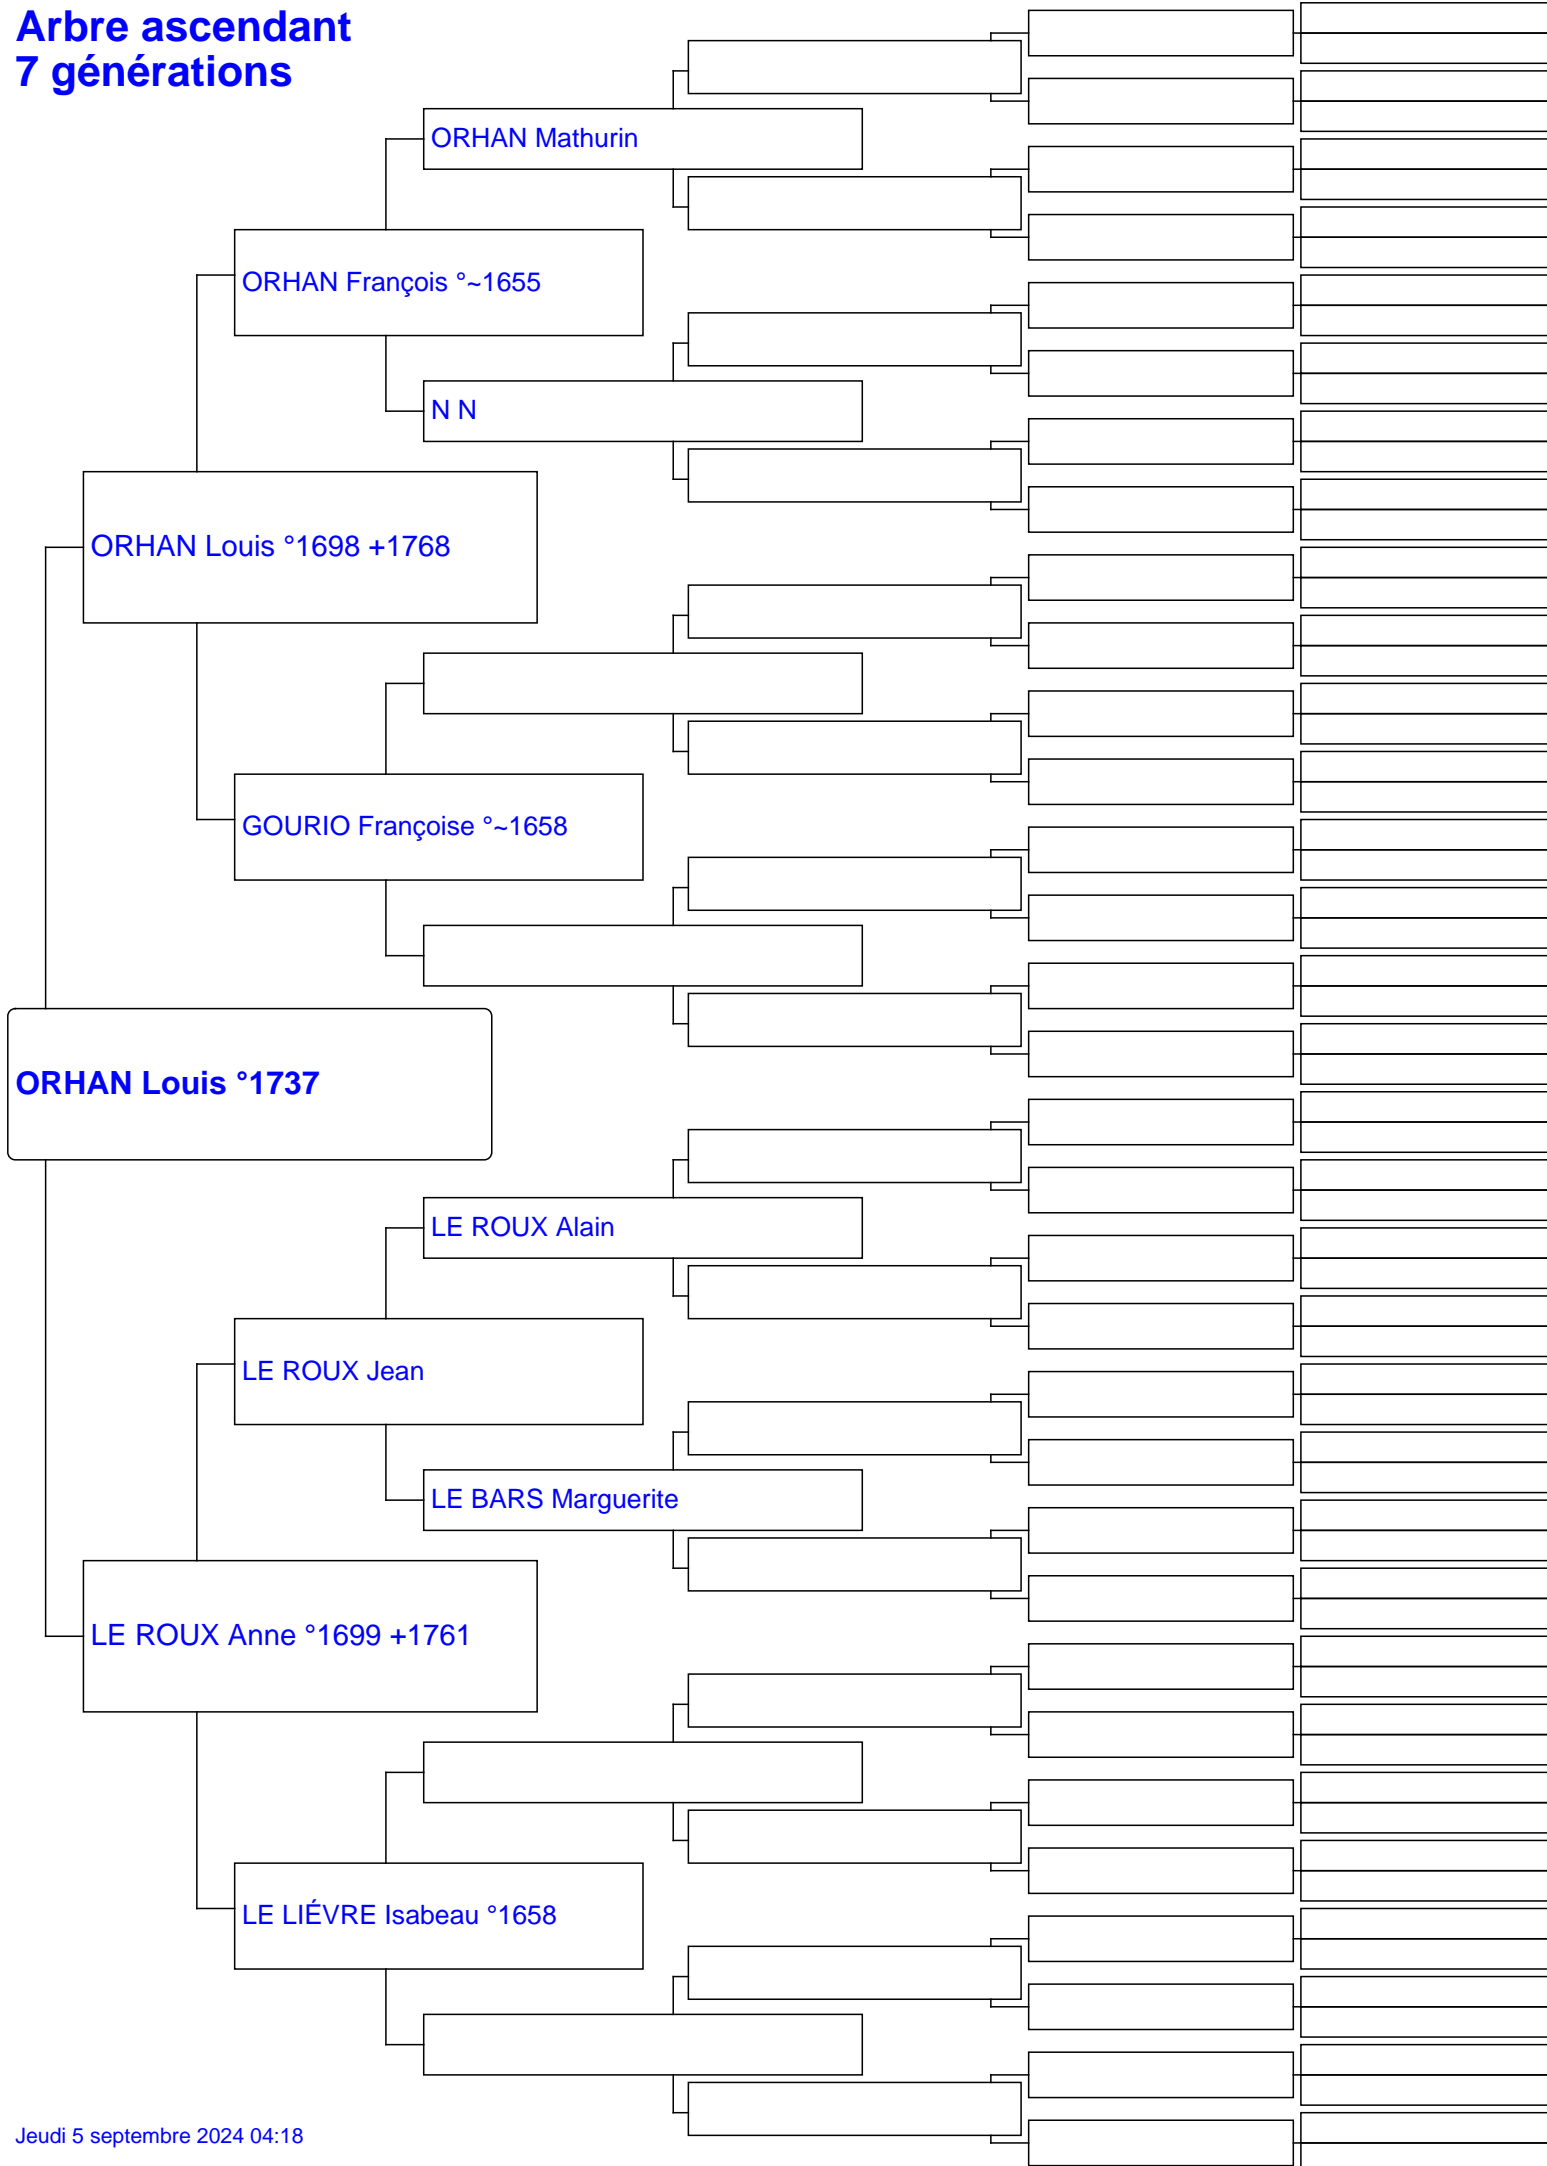 Arbre ascendant
7 générations
ORHAN Mathurin
ORHAN François °~1655
N N
ORHAN Louis °1698 +1768
GOURIO Françoise °~1658
ORHAN Louis °1737
LE ROUX Alain
LE ROUX Jean
LE BARS Marguerite
LE ROUX Anne °1699 +1761
LE LIÉVRE Isabeau °1658
Jeudi 5 septembre 2024 04:18